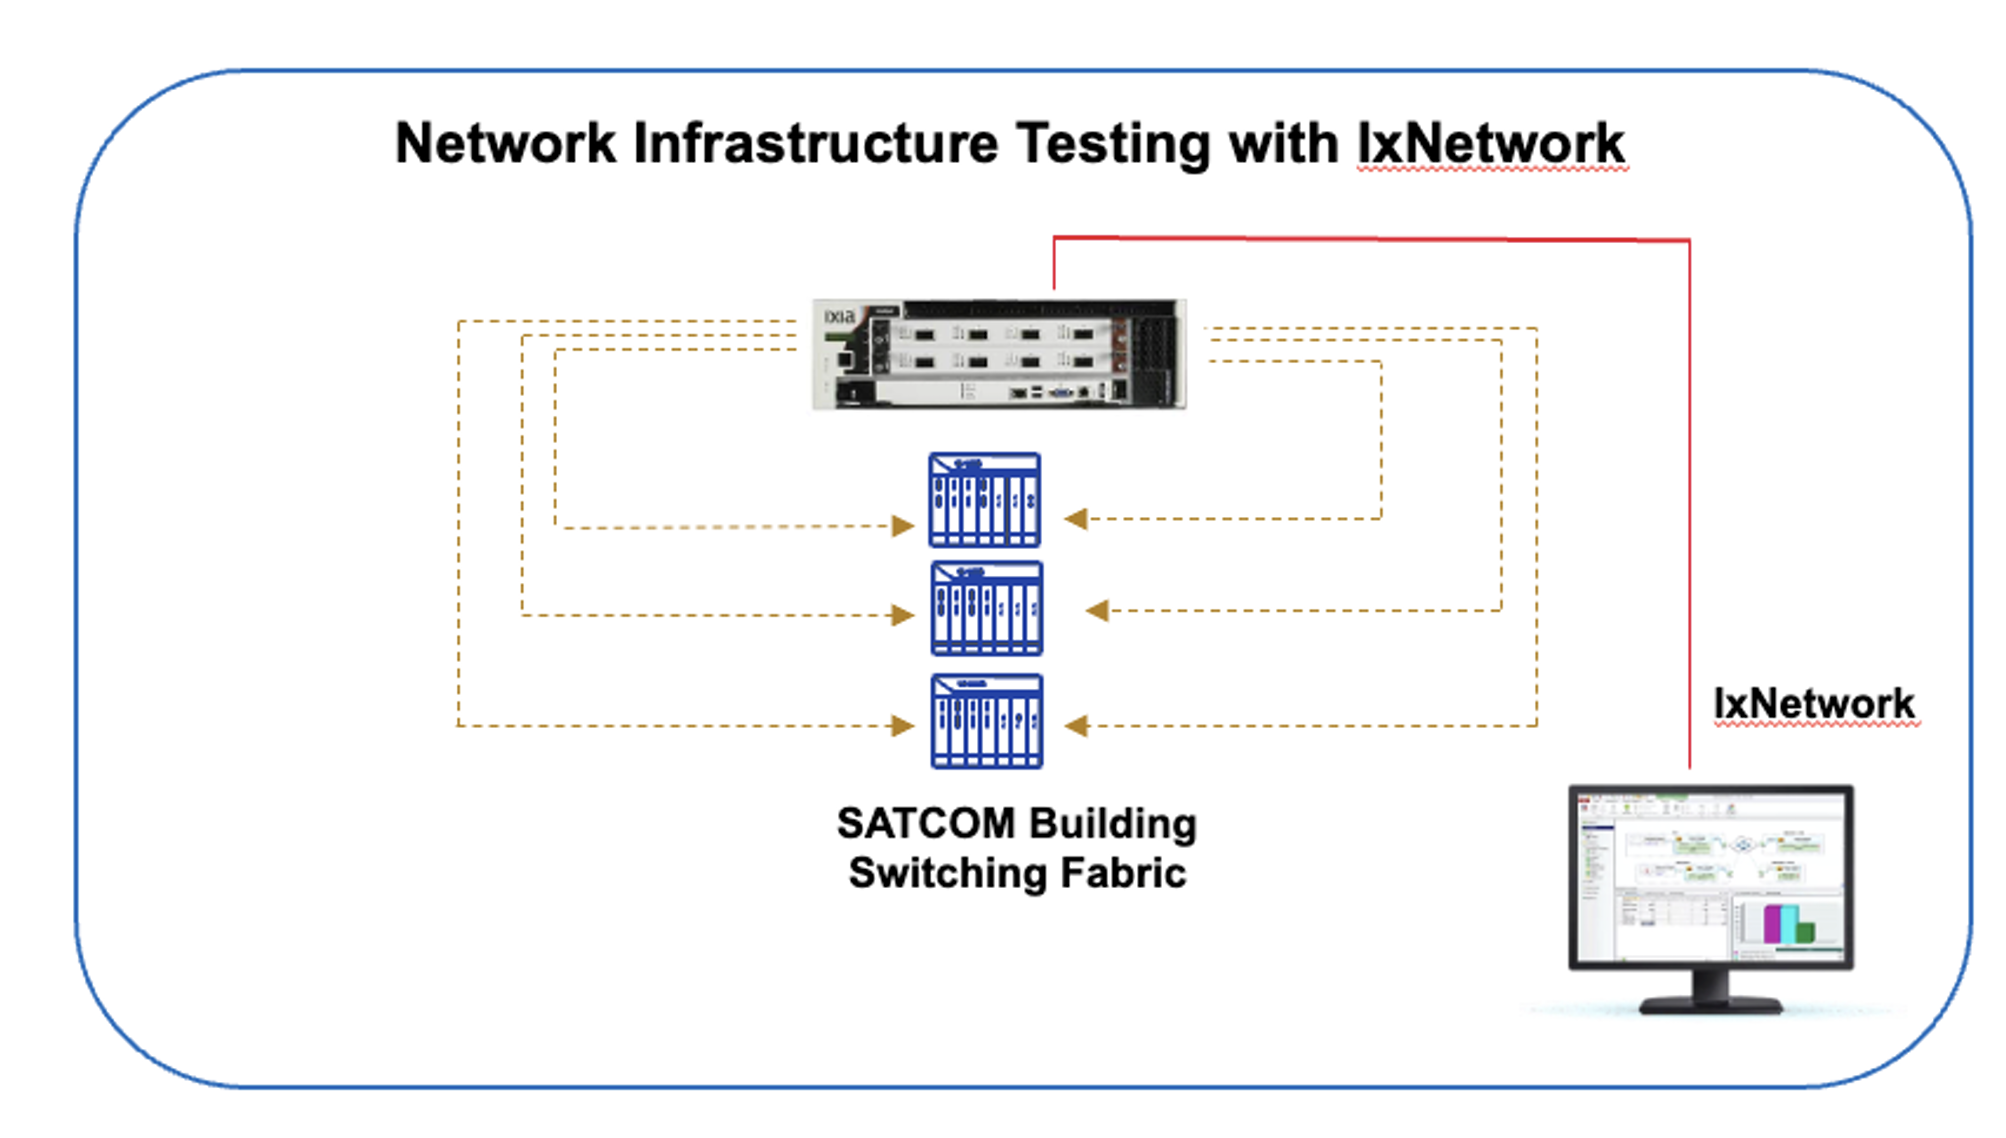 Network Infrastructure Testing with IxNetwork
IXIA
IxNetwork
SATCOM Building
Switching Fabric